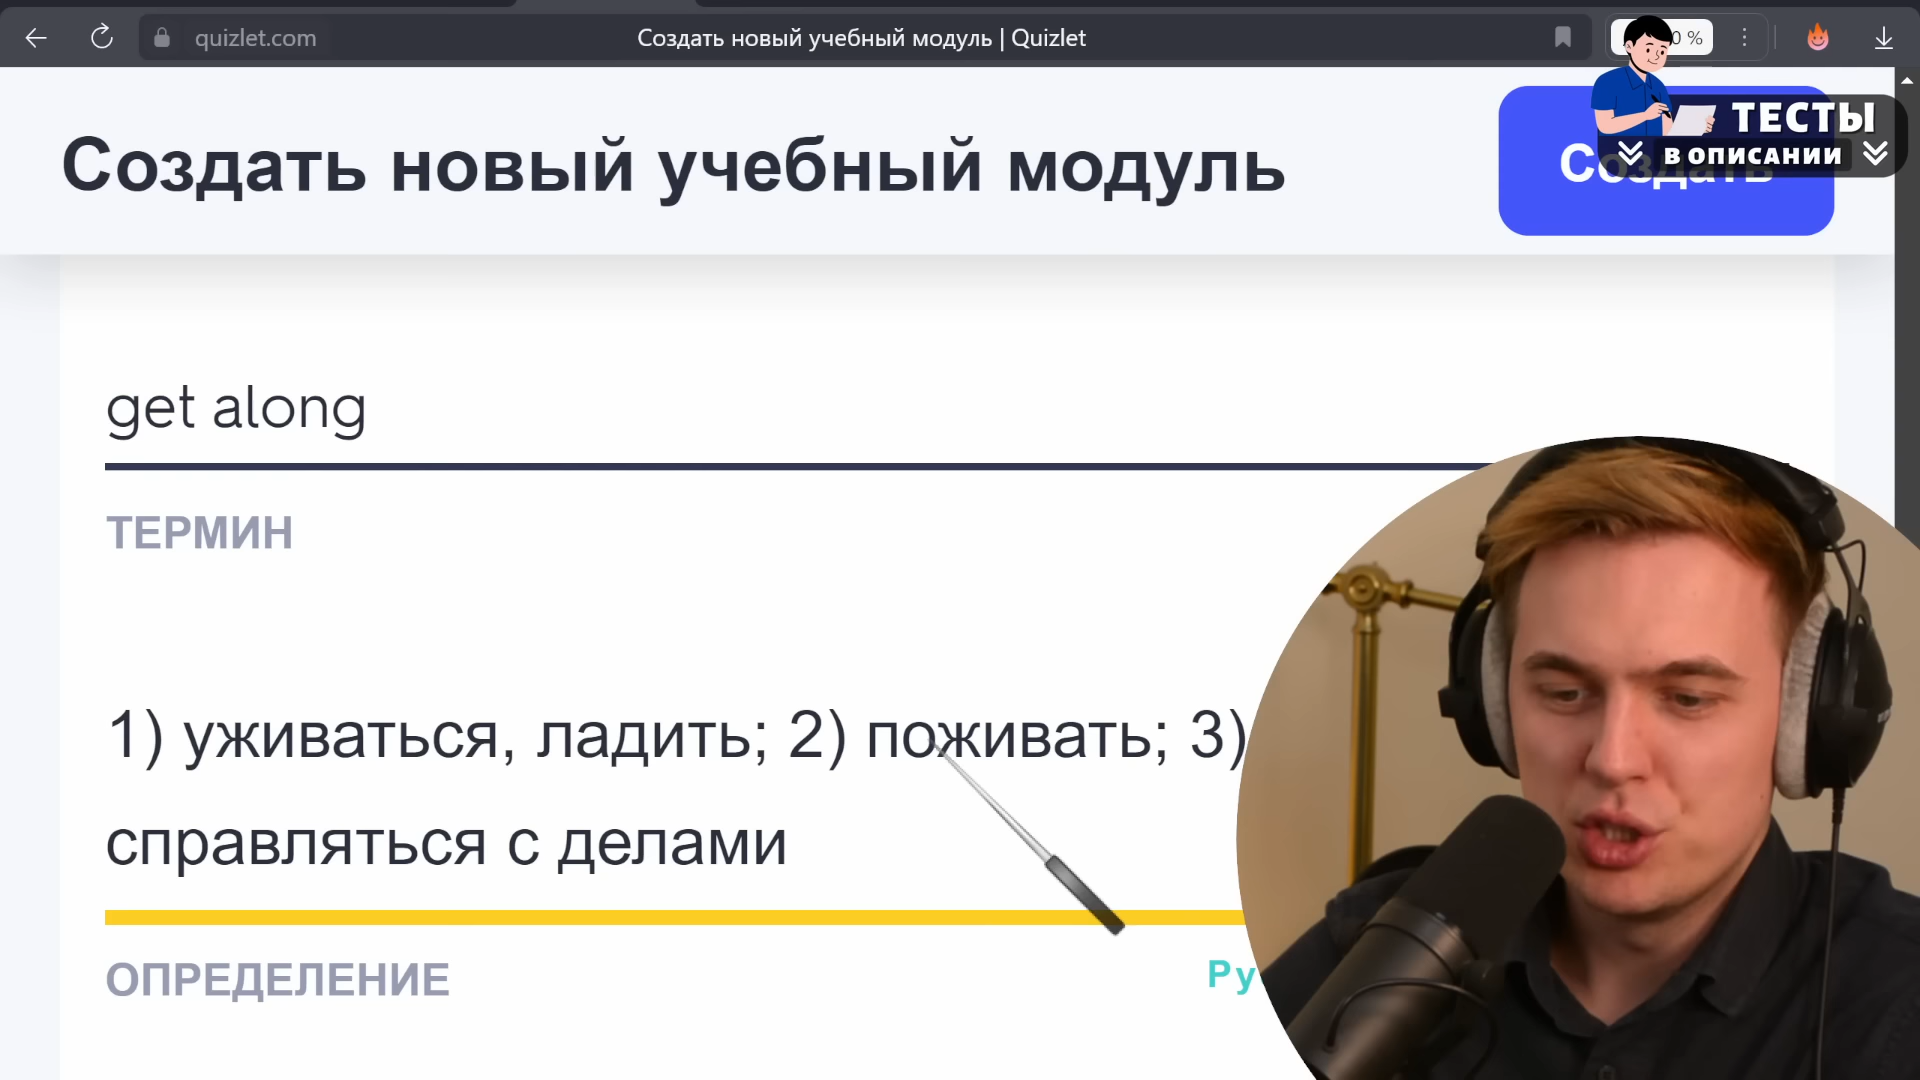 quizlet.com
Создать новый учебный модуль | Quizlet
0 %
Создать новый учебный модуль
ТЕСТЫ
В ОПИСАНИИ
Создать
get along
ТЕРМИН
1) уживаться, ладить; 2) поживать; 3)
справляться с делами
ОПРЕДЕЛЕНИЕ